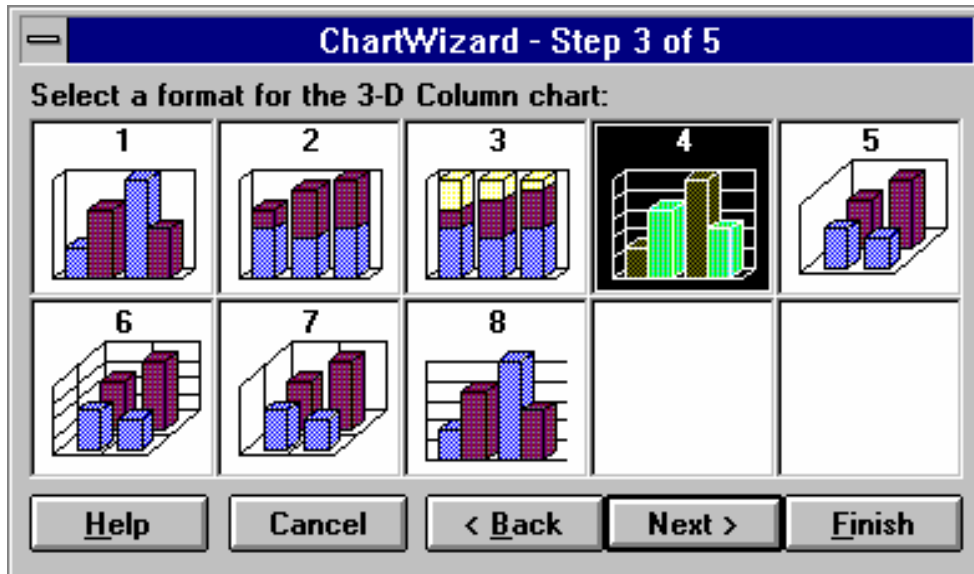 ChartWizard - Step 3 of 5
Select a format for the 3-D Column chart:
1 2 3 4 5
6 7 8
Help Cancel < Back Next > Finish